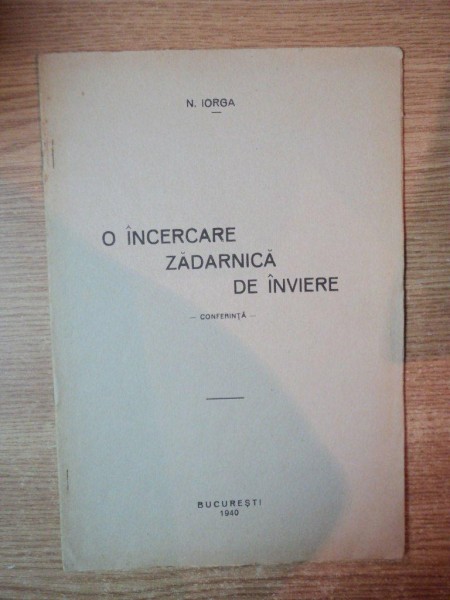 N. IORGA
O ÎNCERCARE
ZĂDARNICĂ
DE ÎNVIERE
— CONFERINȚĂ —
BUCUREȘTI
1940